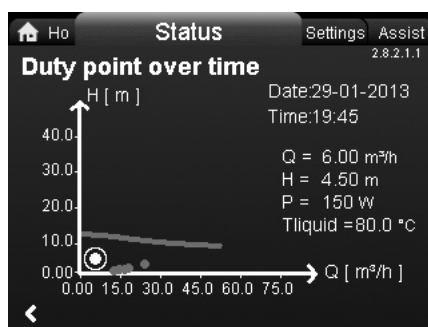 Ho Status Settings Assist
2.8.2.1.1
Duty point over time
H [ m ]
Date:29-01-2013
Time:19:45
40.0
30.0
20.0
10.0
0.00
Q = 6.00 m³/h
H = 4.50 m
P = 150 W
Tliquid =80.0 °C
0.00 15.0 30.0 45.0 60.0 75.0
Q [ m³/h ]